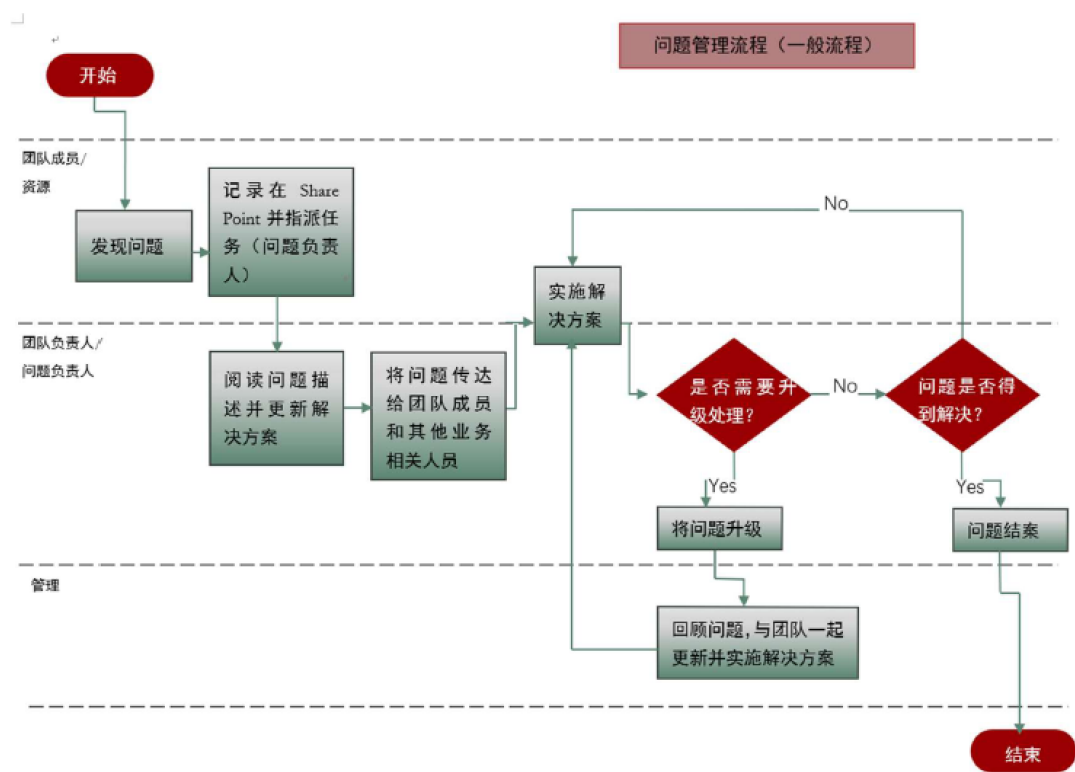 问题管理流程（一般流程）
开始
团队成员/
资源
发现问题
记录在 Share
Point 并指派任
务（问题负责
人）
No
实施解
决方案
团队负责人/
问题负责人
阅读问题描
述并更新解
决方案
将问题传达
给团队成员
和其他业务
相关人员
是否需要升
级处理？
No
问题是否得
到解决？
Yes
Yes
将问题升级
问题结案
管理
回顾问题，与团队一起
更新并实施解决方案
结束